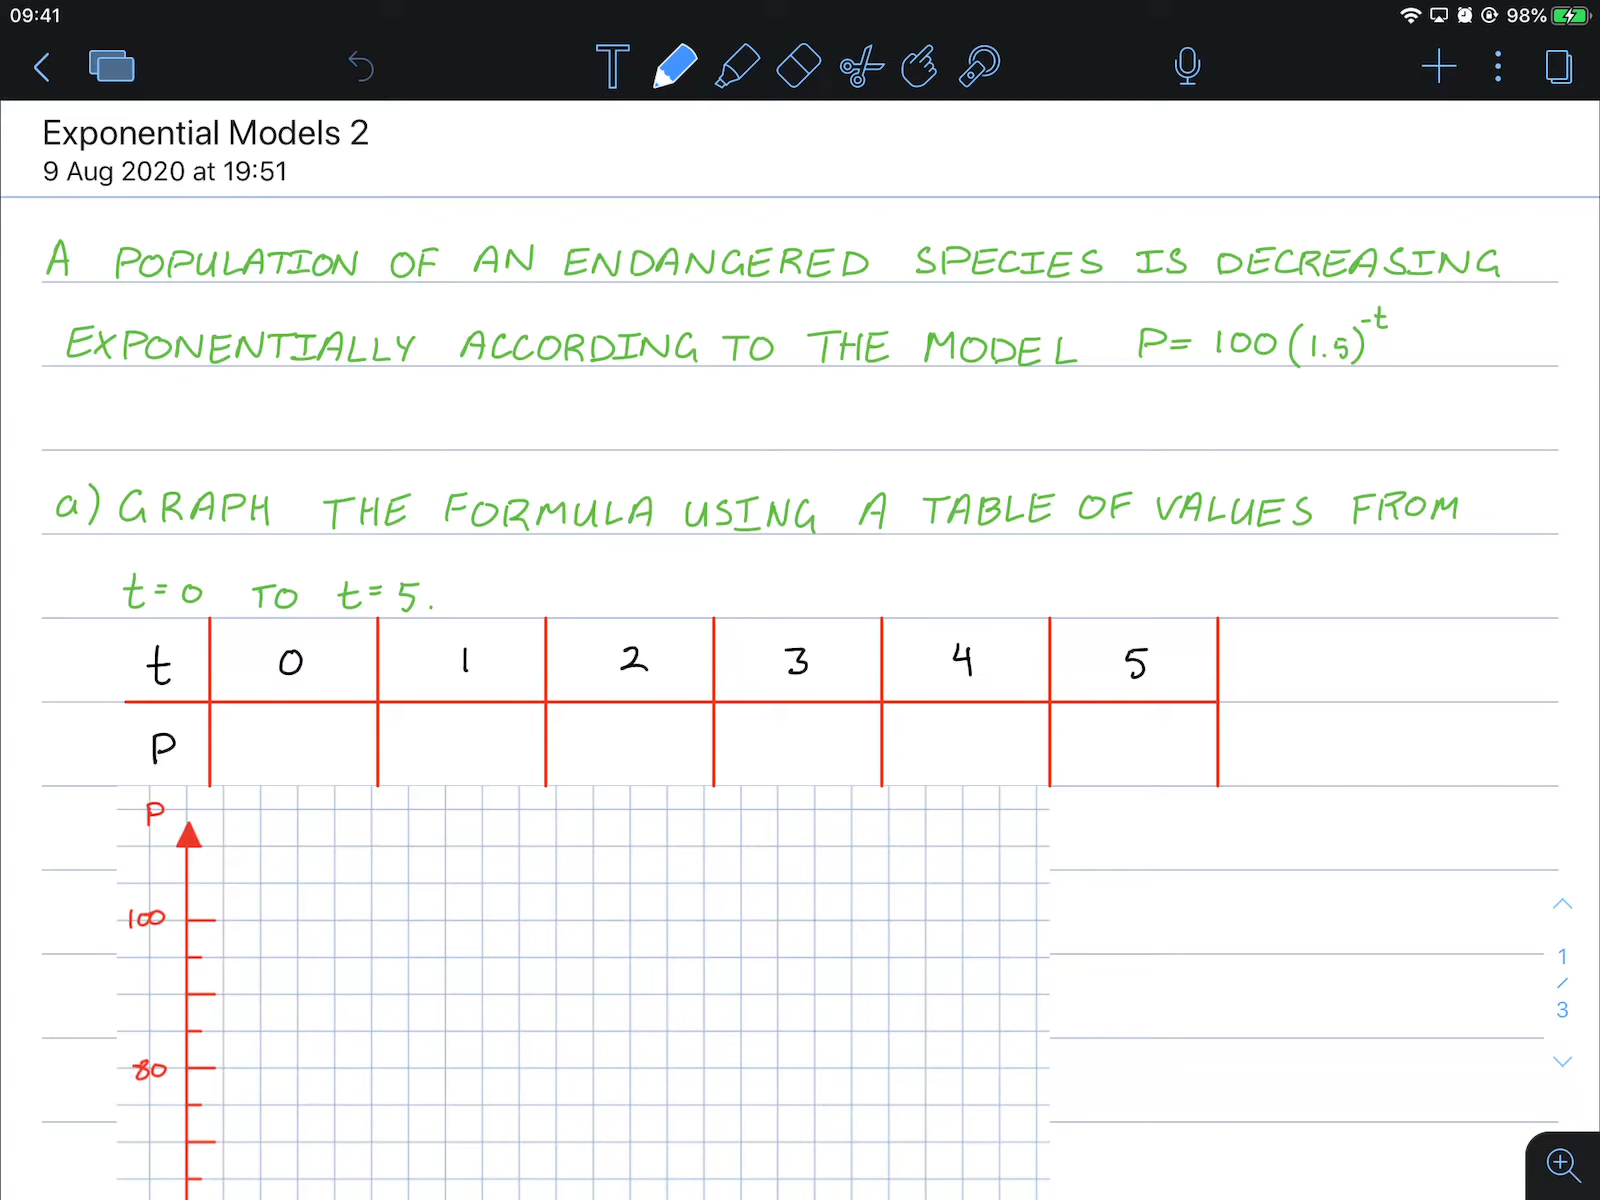 09:41
98%
Exponential Models 2
9 Aug 2020 at 19:51
A POPULATION OF AN ENDANGERED SPECIES IS DECREASING
EXPONENTIALLY ACCORDING TO THE MODEL P= 100(1.5)^-t
a) GRAPH THE FORMULA USING A TABLE OF VALUES FROM
t=0 TO t=5.
t 0 1 2 3 4 5
P
P
100
80
1
/
3